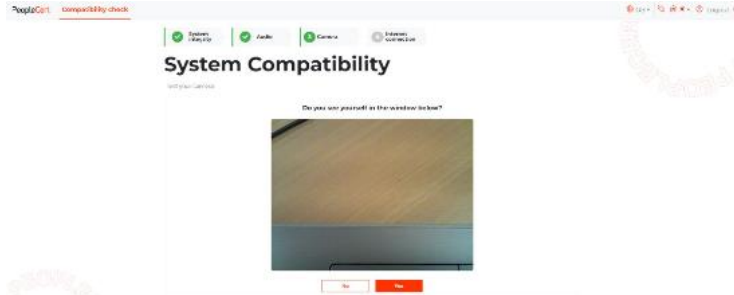 PeopleCert Compatibility check
System integrity
Audio
Camera
Internet connection
System Compatibility
Do you see yourself in the window below?
No Yes